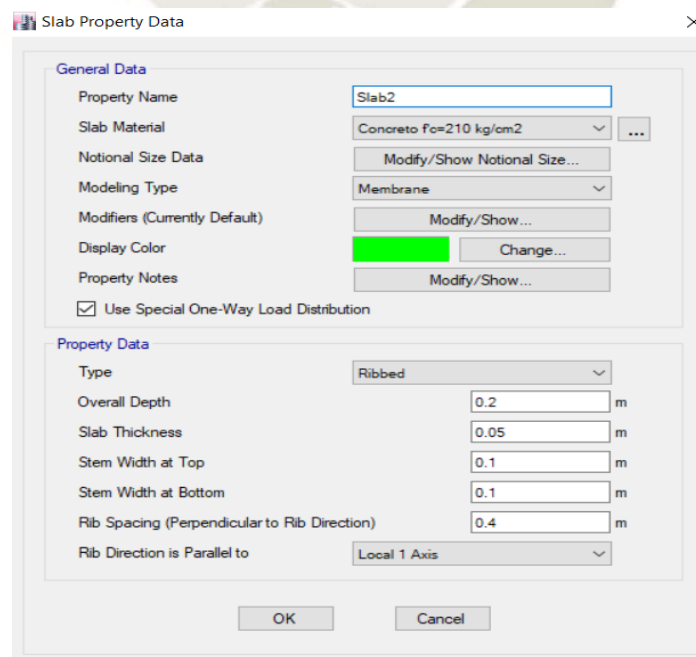 Slab Property Data
General Data
Property Name Slab2
Slab Material Concreto f'c=210 kg/cm2 ...
Notional Size Data Modify/Show Notional Size...
Modeling Type Membrane
Modifiers (Currently Default) Modify/Show...
Display Color Change...
Property Notes Modify/Show...
Use Special One-Way Load Distribution
Property Data
Type Ribbed
Overall Depth 0.2 m
Slab Thickness 0.05 m
Stem Width at Top 0.1 m
Stem Width at Bottom 0.1 m
Rib Spacing (Perpendicular to Rib Direction) 0.4 m
Rib Direction is Parallel to Local 1 Axis
OK Cancel